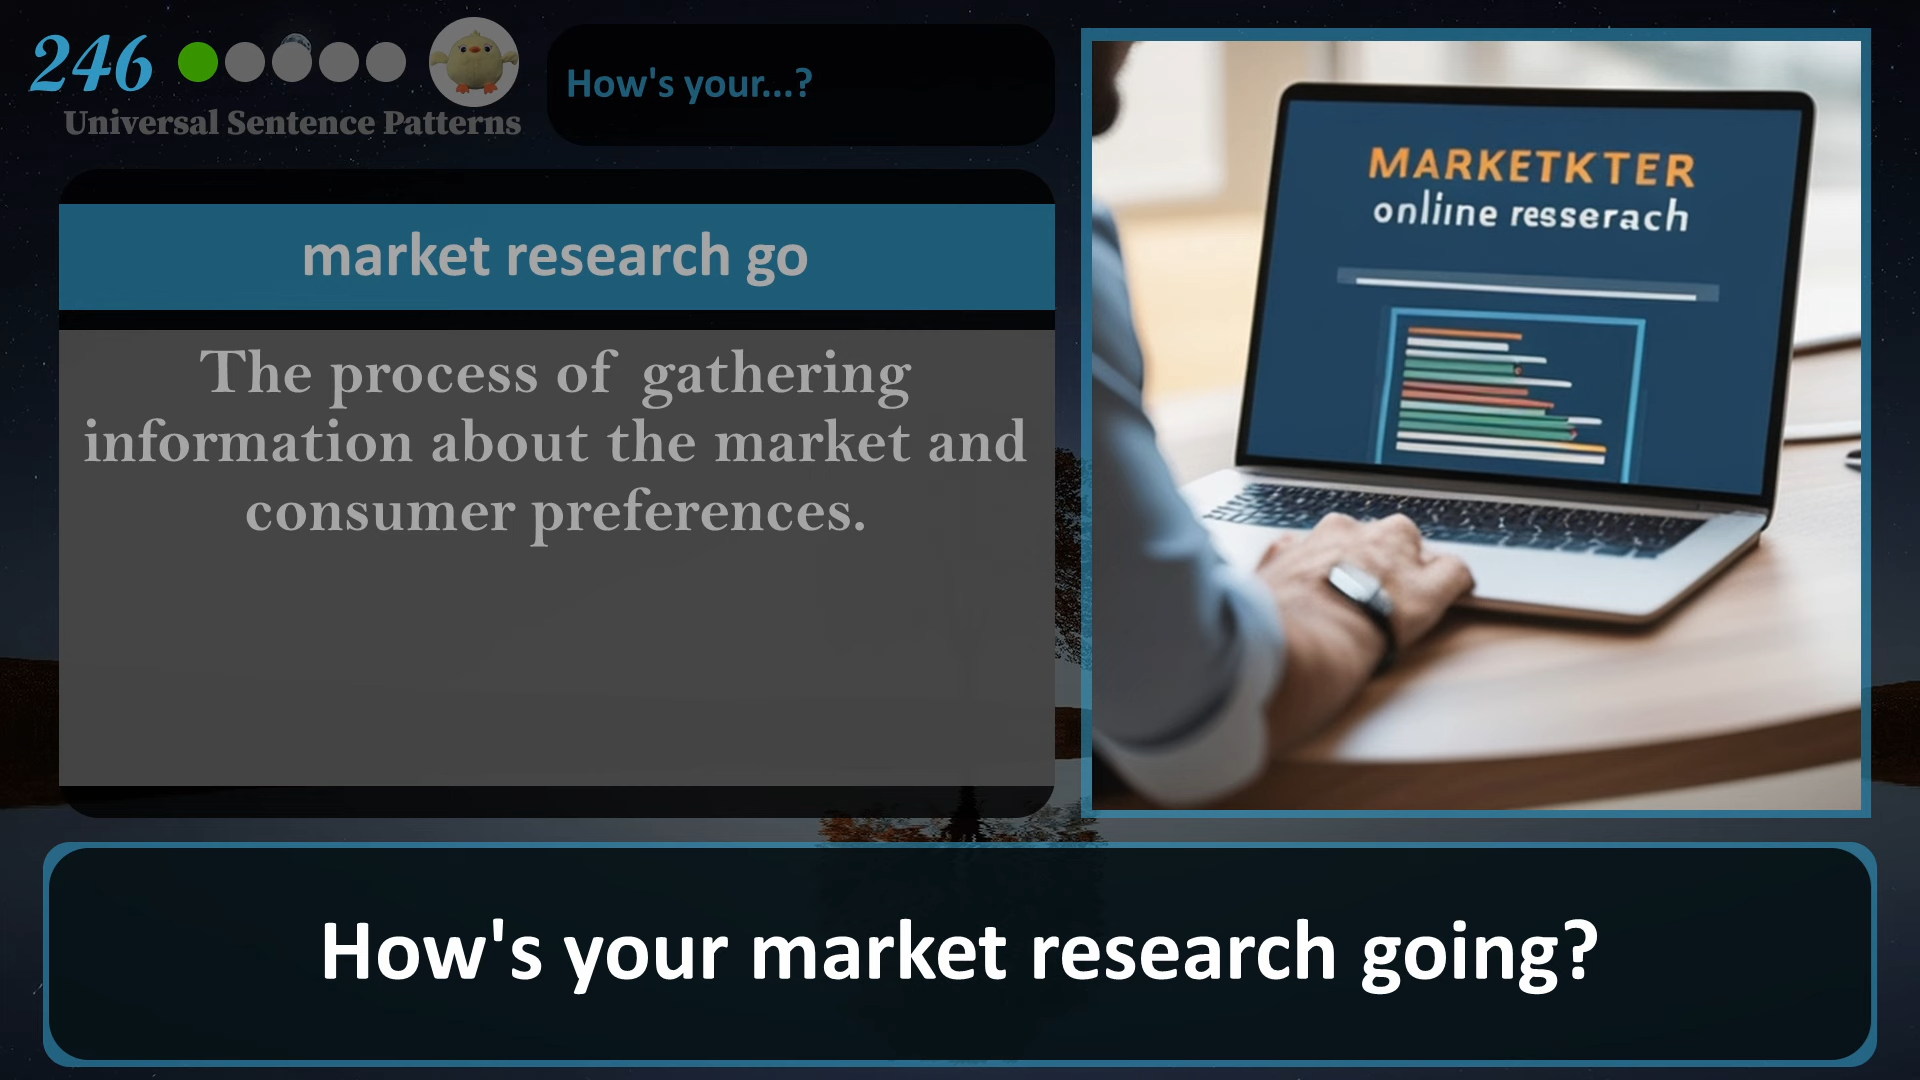 246
Universal Sentence Patterns
How's your...?
market research go
The process of gathering
information about the market and
consumer preferences.
MARKETKTER
onliine resserach
How's your market research going?